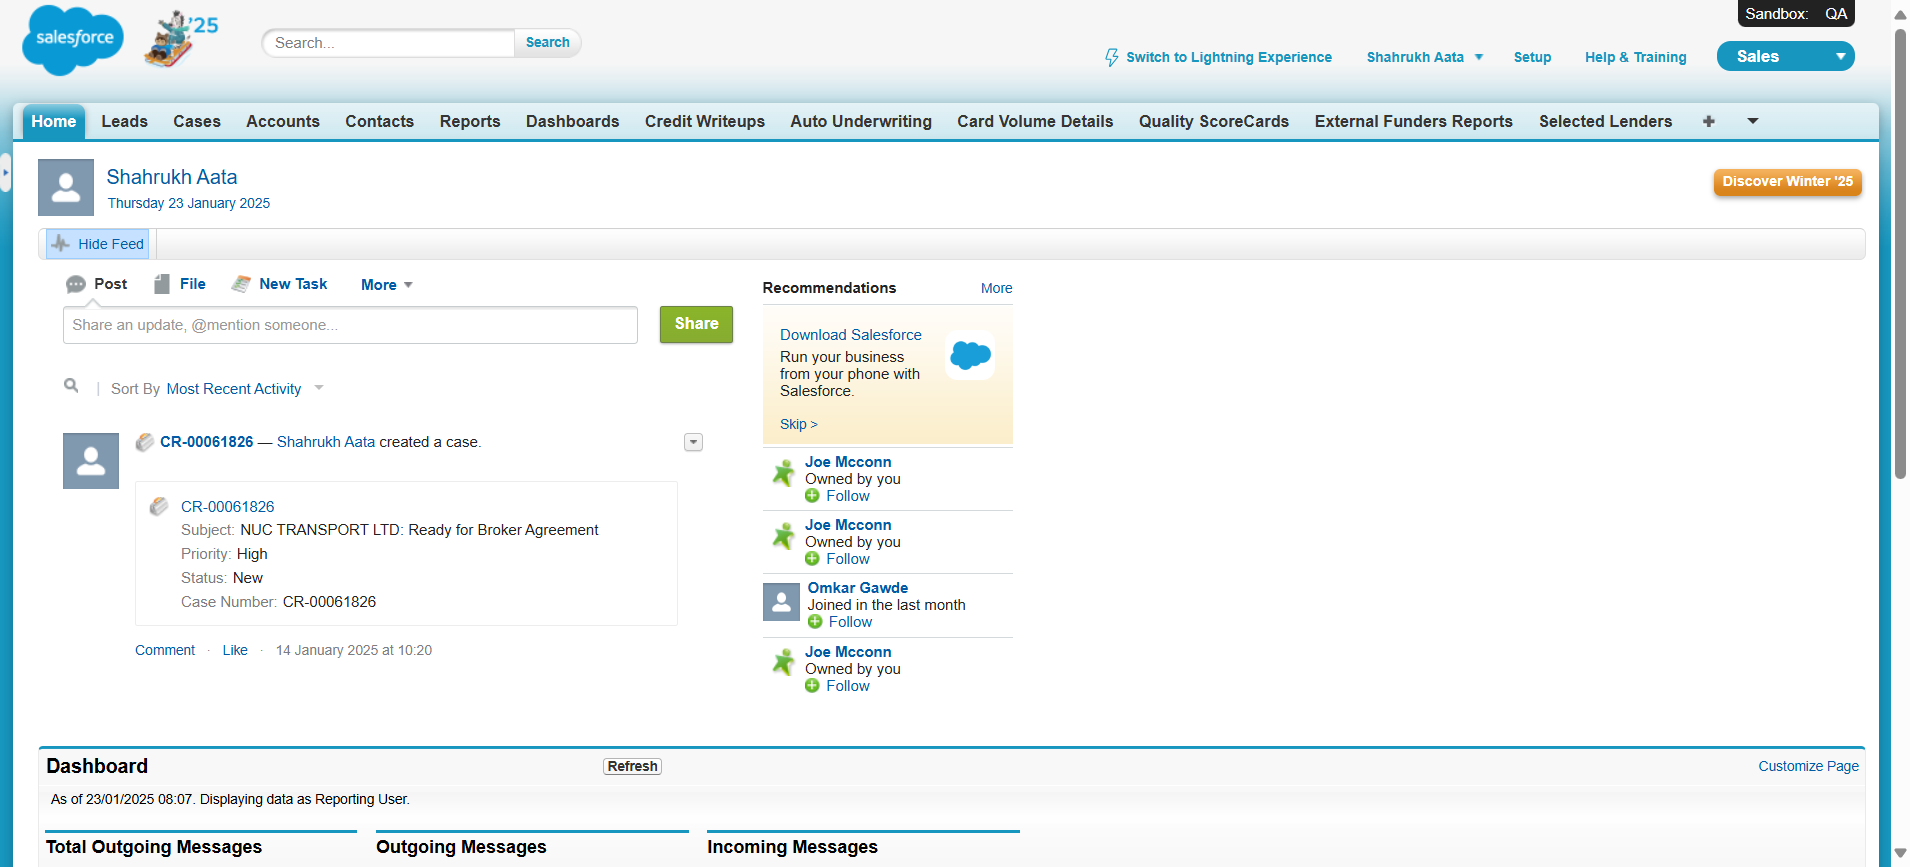 Sandbox: QA
salesforce
'25
Search...
Search
Switch to Lightning Experience
Shahrukh Aata
Setup
Help & Training
Sales
Home
Leads
Cases
Accounts
Contacts
Reports
Dashboards
Credit Writeups
Auto Underwriting
Card Volume Details
Quality ScoreCards
External Funders Reports
Selected Lenders
Shahrukh Aata
Thursday 23 January 2025
Discover Winter '25
Hide Feed
Post
File
New Task
More
Share an update, @mention someone...
Share
Sort By Most Recent Activity
CR-00061826 — Shahrukh Aata created a case.
CR-00061826
Subject: NUC TRANSPORT LTD: Ready for Broker Agreement
Priority: High
Status: New
Case Number: CR-00061826
Comment · Like · 14 January 2025 at 10:20
Recommendations
More
Download Salesforce
Run your business
from your phone with
Salesforce.
Skip >
Joe Mcconn
Owned by you
Follow
Joe Mcconn
Owned by you
Follow
Omkar Gawde
Joined in the last month
Follow
Joe Mcconn
Owned by you
Follow
Dashboard
Refresh
Customize Page
As of 23/01/2025 08:07. Displaying data as Reporting User.
Total Outgoing Messages
Outgoing Messages
Incoming Messages